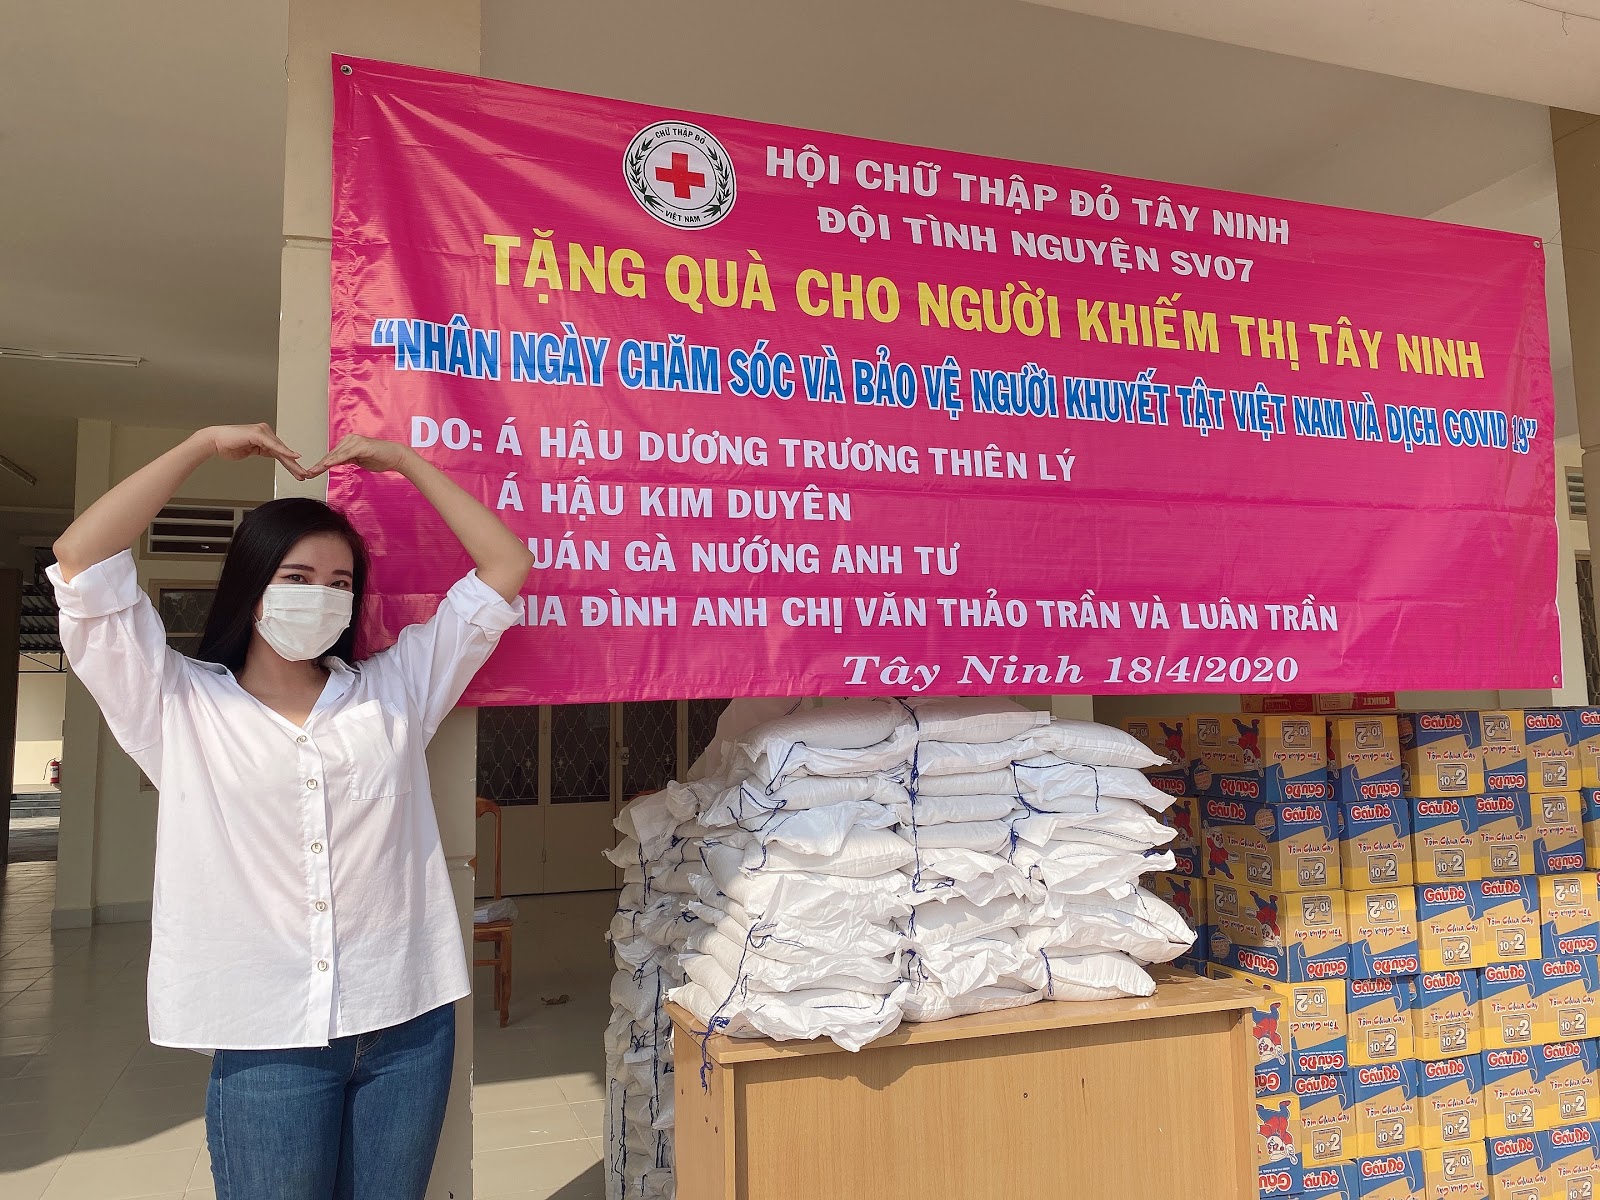 CHỮ THẬP ĐỎ
VIỆT NAM
HỘI CHỮ THẬP ĐỎ TÂY NINH
ĐỘI TÌNH NGUYỆN SV07
TẶNG QUÀ CHO NGƯỜI KHIẾM THỊ TÂY NINH
“NHÂN NGÀY CHĂM SÓC VÀ BẢO VỆ NGƯỜI KHUYẾT TẬT VIỆT NAM VÀ DỊCH COVID 19”
DO: Á HẬU DƯƠNG TRƯƠNG THIÊN LÝ
Á HẬU KIM DUYÊN
UÁN GÀ NƯỚNG ANH TƯ
GIA ĐÌNH ANH CHỊ VĂN THẢO TRẦN VÀ LUÂN TRẦN
Tây Ninh 18/4/2020
Gấu Đỏ
Tôm Chua Cay
10+2